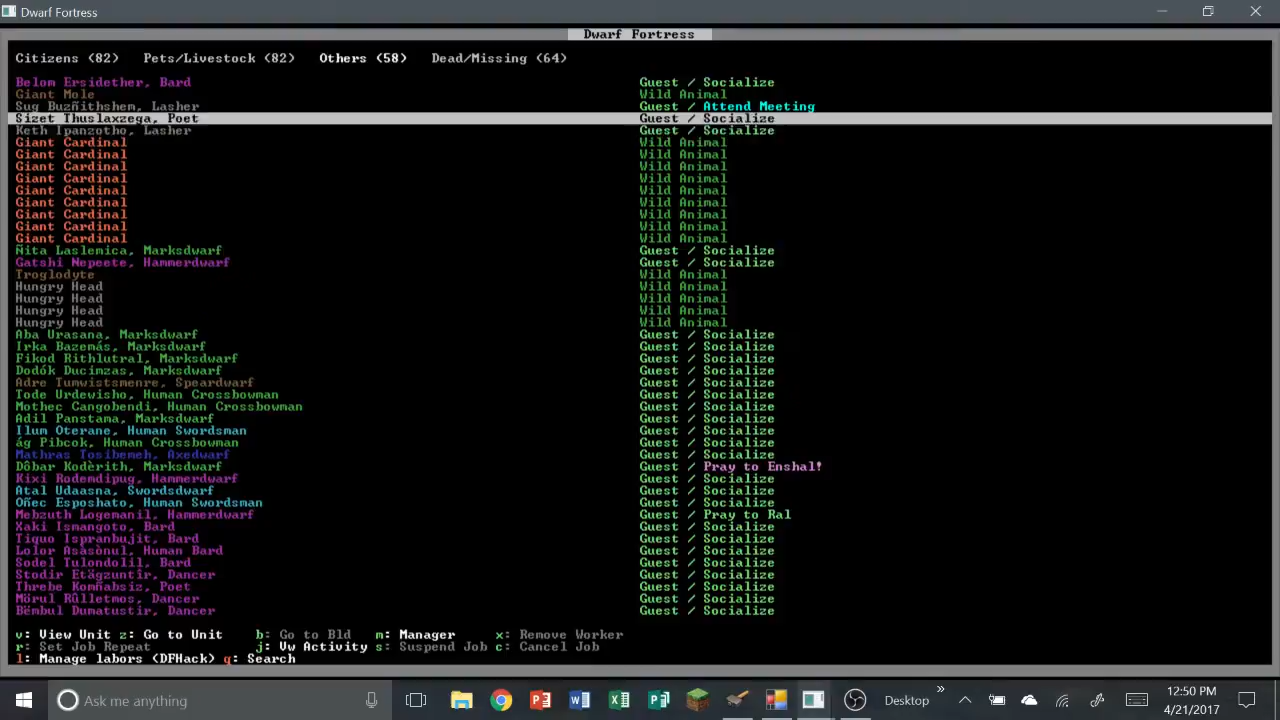 Dwarf Fortress
Dwarf Fortress
Citizens (82) Pets/Livestock (82) Others (58) Dead/Missing (64)
Belom Ersidether, Bard Guest / Socialize
Giant Mole Wild Animal
Sug Buzñithshem, Lasher Guest / Attend Meeting
Sizet Thuslaxzega, Poet Guest / Socialize
Keth Ipanzotho, Lasher Guest / Socialize
Giant Cardinal Wild Animal
Giant Cardinal Wild Animal
Giant Cardinal Wild Animal
Giant Cardinal Wild Animal
Giant Cardinal Wild Animal
Giant Cardinal Wild Animal
Giant Cardinal Wild Animal
Giant Cardinal Wild Animal
Giant Cardinal Wild Animal
Ñita Laslemica, Marksdwarf Guest / Socialize
Gatshi Nepeete, Hammerdwarf Guest / Socialize
Troglodyte Wild Animal
Hungry Head Wild Animal
Hungry Head Wild Animal
Hungry Head Wild Animal
Hungry Head Wild Animal
Aba Urasana, Marksdwarf Guest / Socialize
Irka Bazemás, Marksdwarf Guest / Socialize
Fikod Rithlutral, Marksdwarf Guest / Socialize
Dodók Ducimzas, Marksdwarf Guest / Socialize
Adre Tumwistsmenre, Speardwarf Guest / Socialize
Tode Urdewisho, Human Crossbowman Guest / Socialize
Mothec Cangobendi, Human Crossbowman Guest / Socialize
Adil Panstama, Marksdwarf Guest / Socialize
Ilum Oterane, Human Swordsman Guest / Socialize
ág Pibcok, Human Crossbowman Guest / Socialize
Mathras Tosibemeh, Axedwarf Guest / Socialize
Dôbar Kodèrith, Marksdwarf Guest / Pray to Enshal!
Kixi Rodemdipug, Hammerdwarf Guest / Socialize
Atal Udaasna, Swordsdwarf Guest / Socialize
Oñec Esposhato, Human Swordsman Guest / Socialize
Mebzuth Logemanil, Hammerdwarf Guest / Pray to Ral
Xaki Ismangoto, Bard Guest / Socialize
Tiquo Ispranbujit, Bard Guest / Socialize
Lolor Asàsònul, Human Bard Guest / Socialize
Sodel Tulondolil, Bard Guest / Socialize
Stodir Etägzuntîr, Dancer Guest / Socialize
Threbe Komñabsiz, Poet Guest / Socialize
Mörul Rûlletmos, Dancer Guest / Socialize
Bëmbul Dumatustir, Dancer Guest / Socialize
v: View Unit z: Go to Unit b: Go to Bld m: Manager x: Remove Worker
r: Set Job Repeat j: Vw Activity s: Suspend Job c: Cancel Job
l: Manage labors (DFHack) q: Search
Ask me anything
Desktop
12:50 PM
4/21/2017